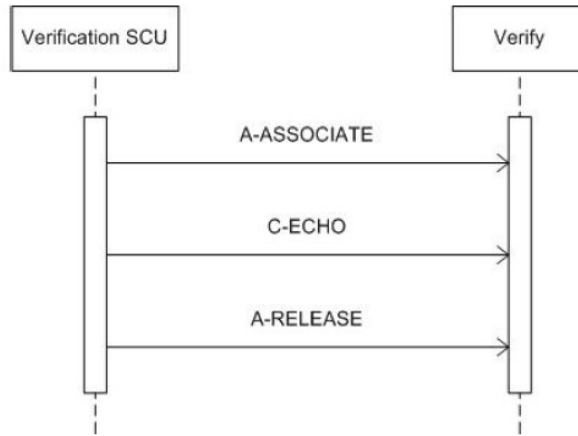 Verification SCU
Verify
A-ASSOCIATE
C-ECHO
A-RELEASE